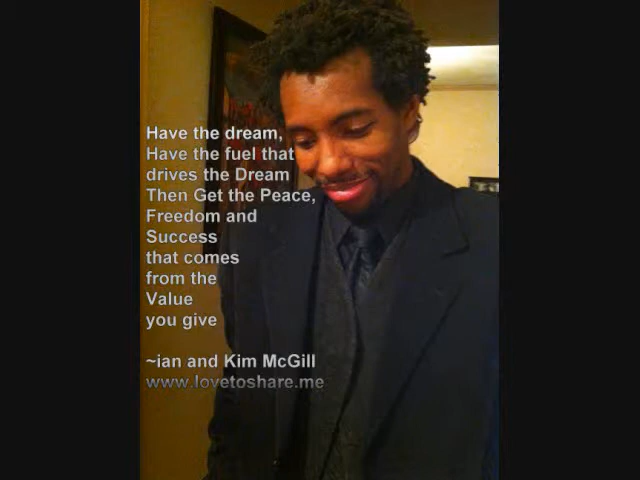 Have the dream,
Have the fuel that
drives the Dream
Then Get the Peace,
Freedom and
Success
that comes
from the
Value
you give
~ian and Kim McGill
www.lovetoshare.me